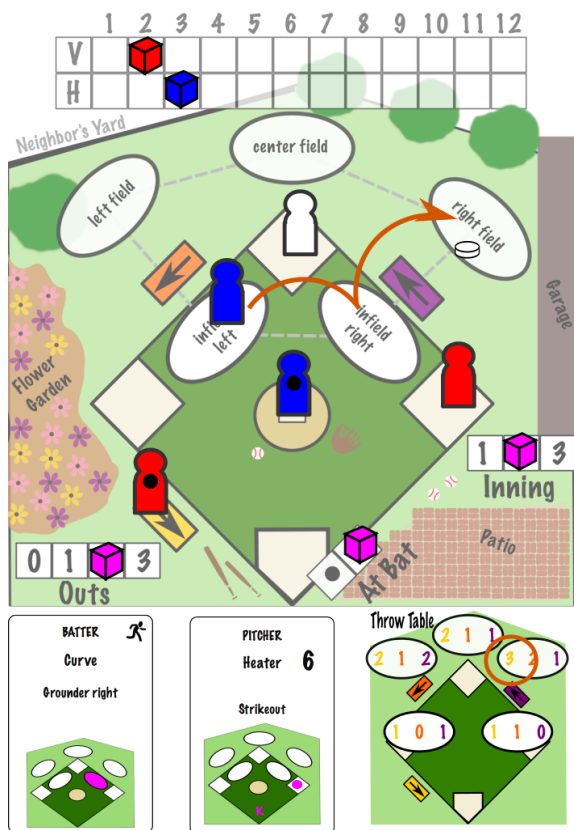 1 2 3 4 5 6 7 8 9 10 11 12
V
H
Neighbor's Yard
center field
left field
right field
Garage
infield left
infield right
Flower Garden
1 3
Inning
0 1 3
Outs
At Bat
Patio
BATTER
Curve
Grounder right
PITCHER
Heater 6
Strikeout
K
Throw Table
2 1 1
2 1 2
3 2 1
1 0 1
1 1 0